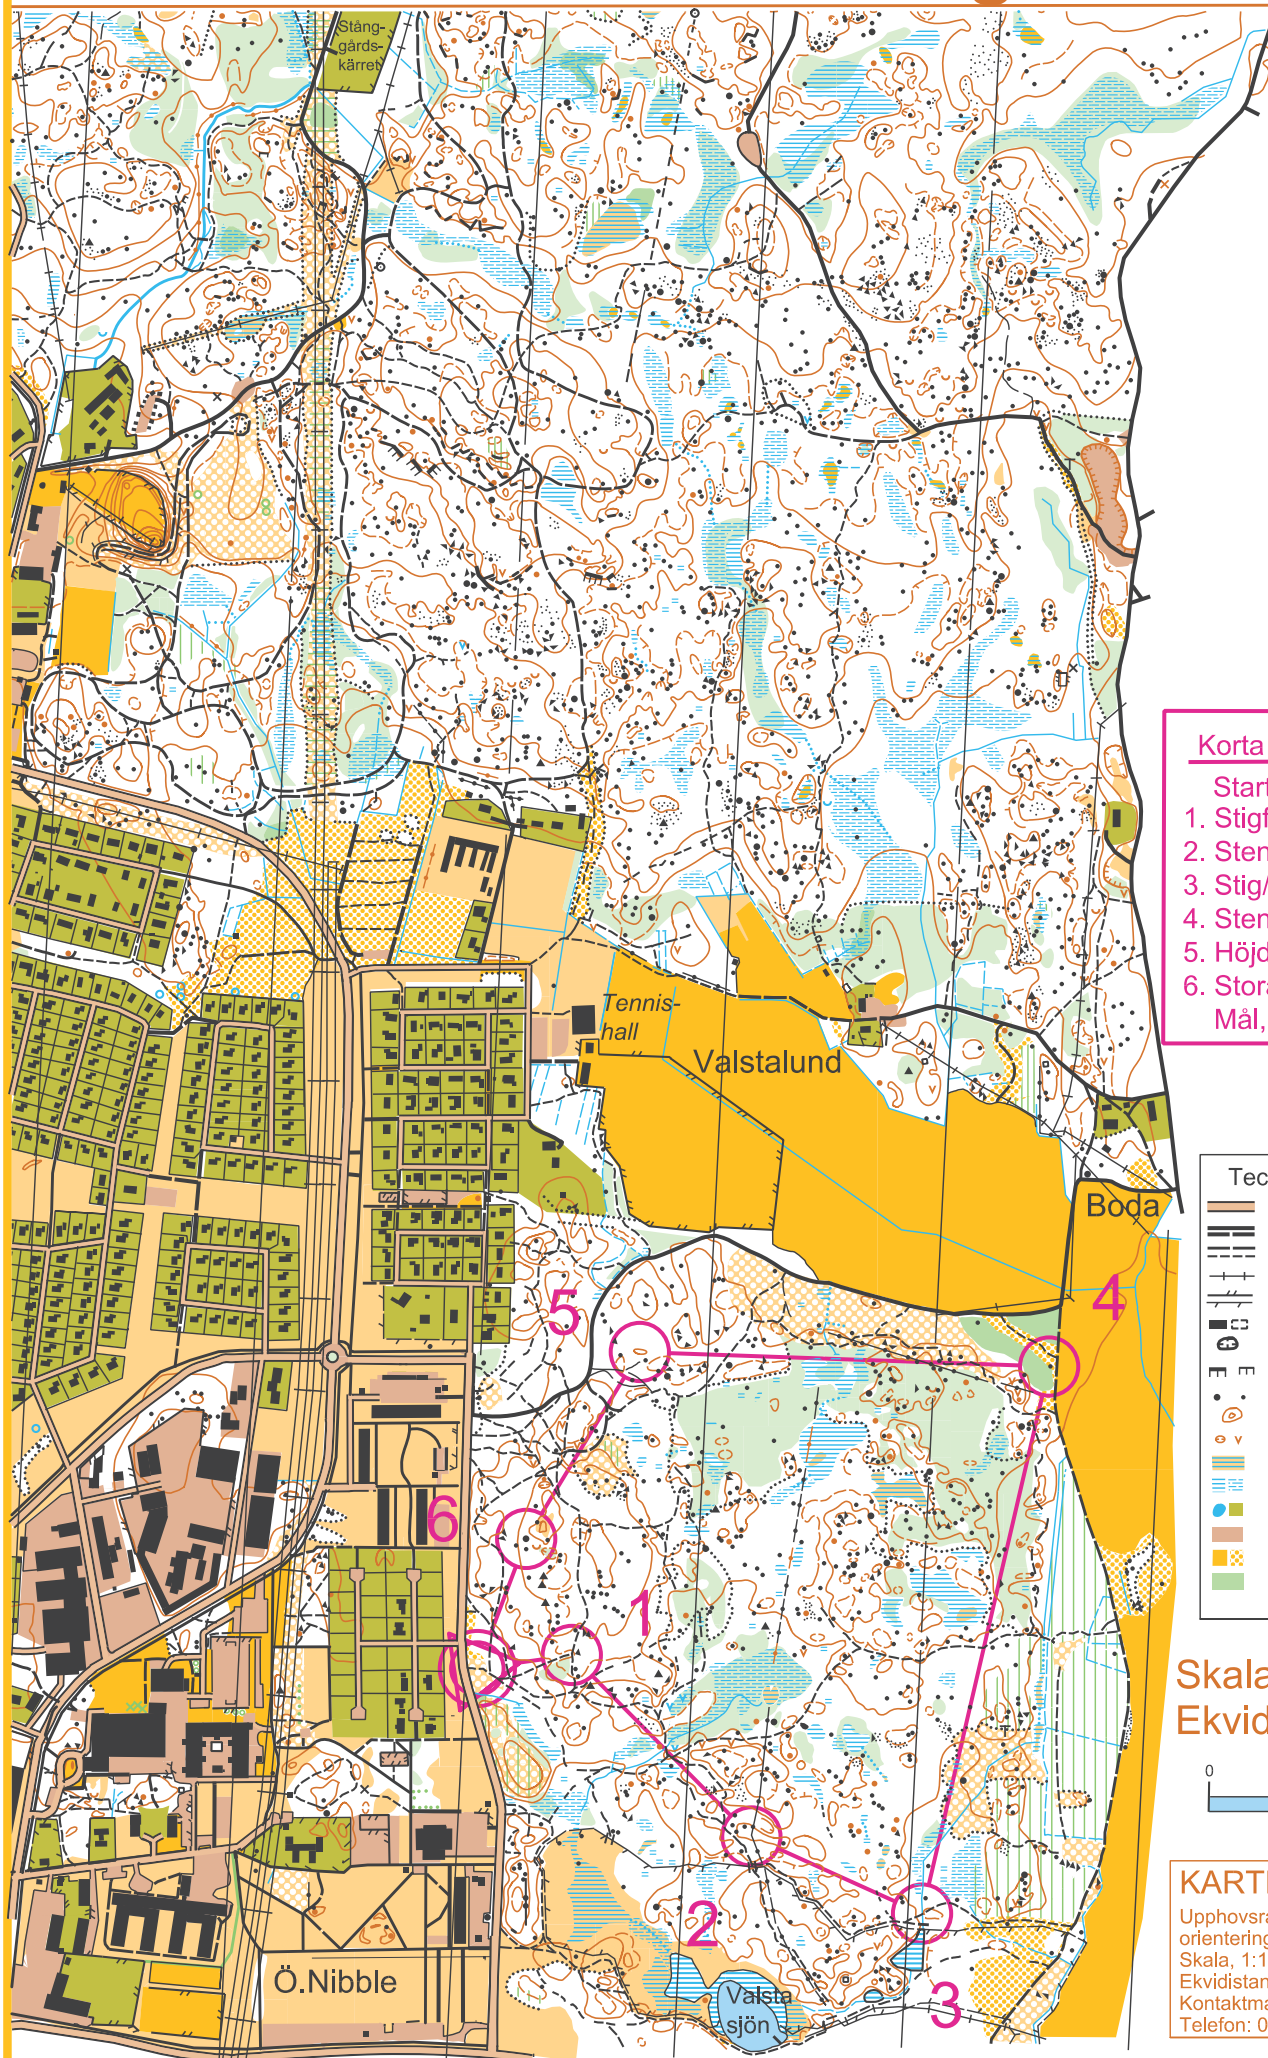 Stång-
gårds-
kärret
Korta
Start
1. Stigf
2. Sten
3. Stig/
4. Sten
5. Höjd
6. Stora
Mål,
Tennis-
hall
Valstalund
Boda
Tec
4
5
6
1
2
3
Skala
Ekvid
0
KART
Upphovsrä
orientering
Skala, 1:1
Ekvidistan
Kontaktma
Telefon: 0
Ö.Nibble
Valsta
sjön